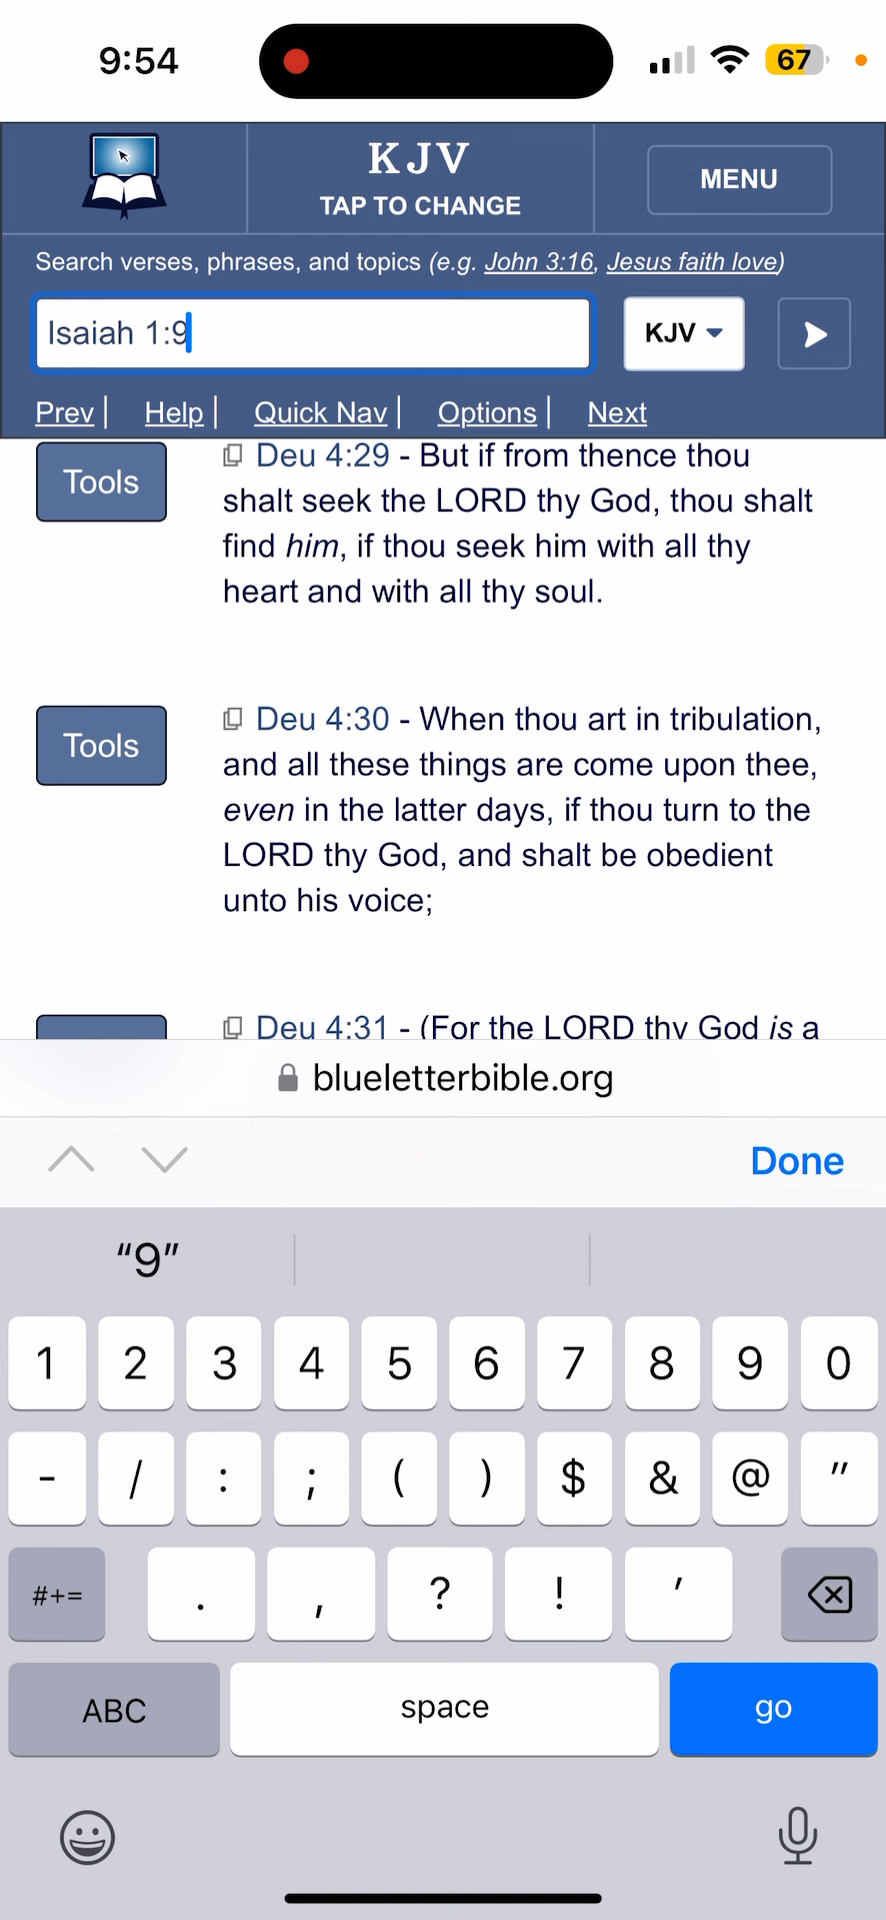 9:54
67
KJV
TAP TO CHANGE
MENU
Search verses, phrases, and topics (e.g. John 3:16, Jesus faith love)
Isaiah 1:9
KJV
Prev | Help | Quick Nav | Options | Next
Tools
Deu 4:29 - But if from thence thou
shalt seek the LORD thy God, thou shalt
find him, if thou seek him with all thy
heart and with all thy soul.
Tools
Deu 4:30 - When thou art in tribulation,
and all these things are come upon thee,
even in the latter days, if thou turn to the
LORD thy God, and shalt be obedient
unto his voice;
Deu 4:31 - (For the LORD thy God is a
blueletterbible.org
Done
“9”
1 2 3 4 5 6 7 8 9 0
- / : ; ( ) $ & @ "
#+= . , ? ! '
ABC space go